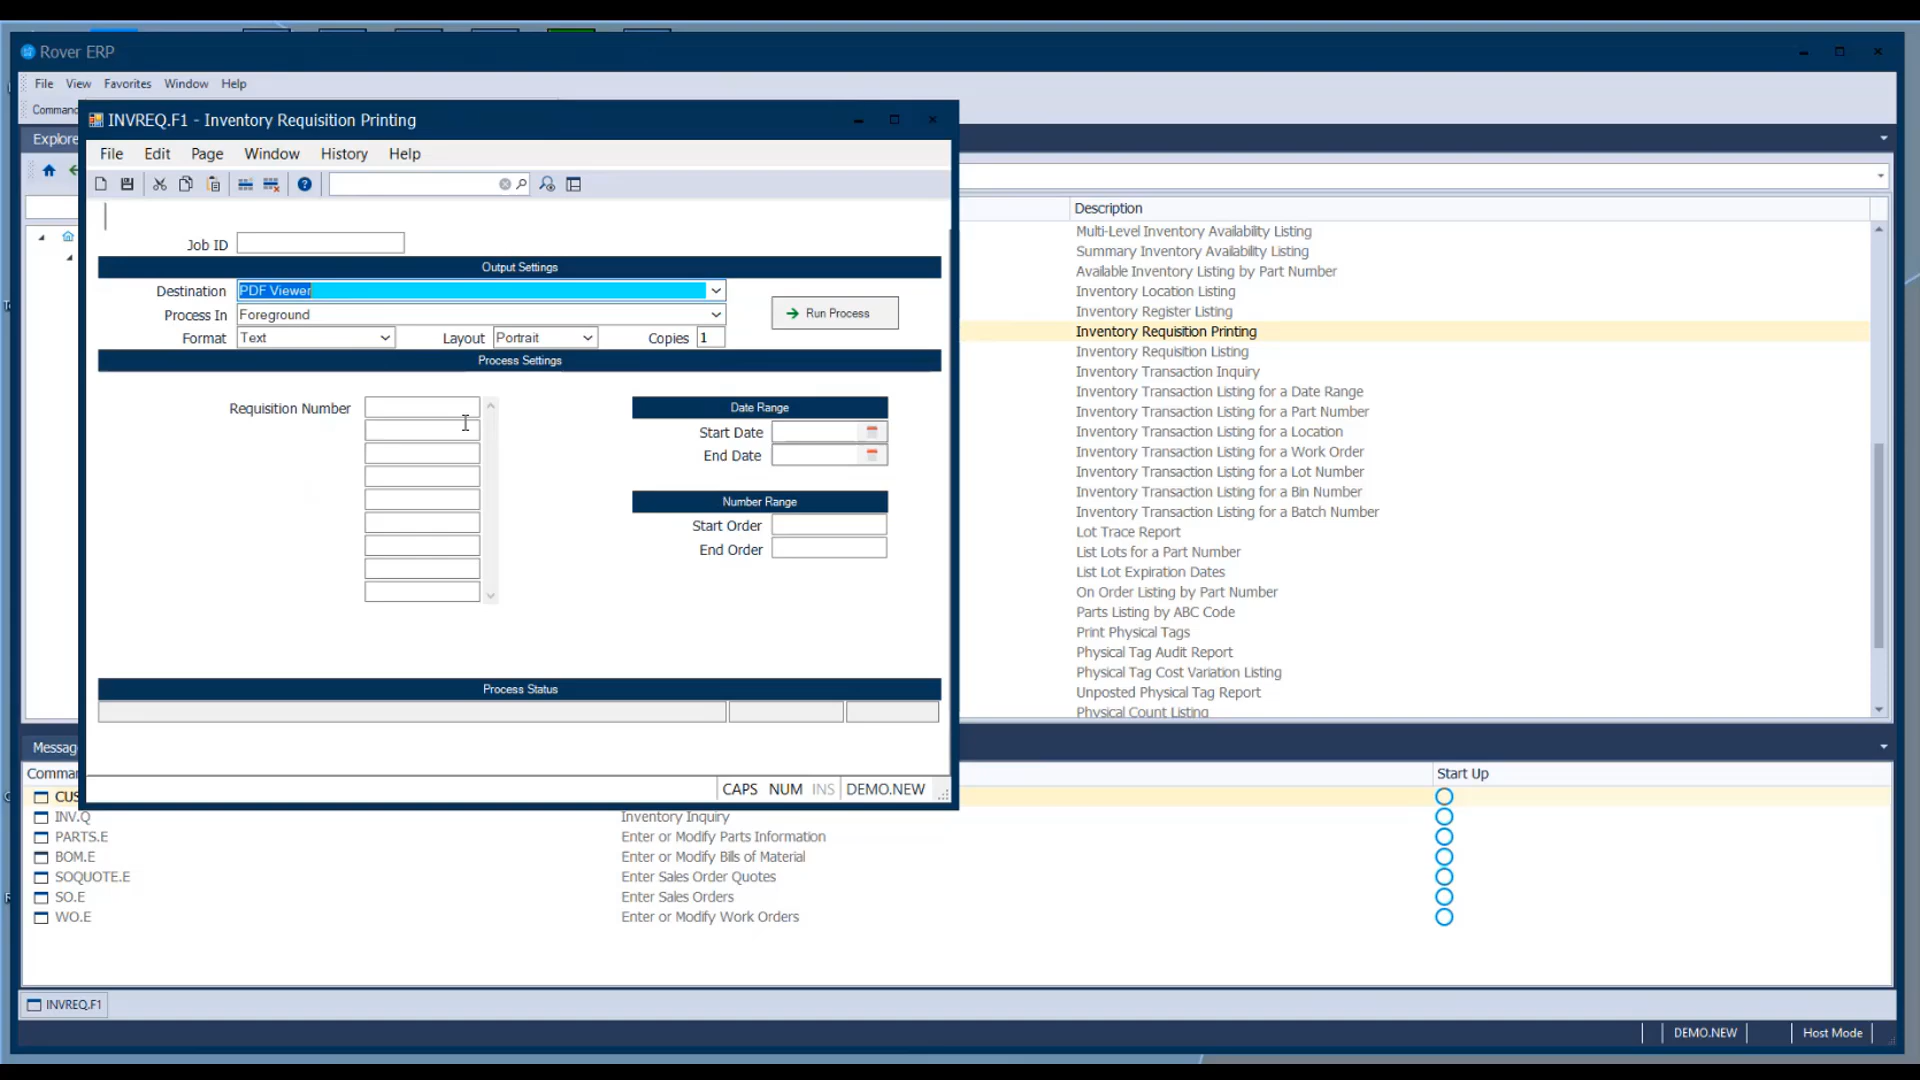 Rover ERP
File View Favorites Window Help
Command
INVREQ.F1 - Inventory Requisition Printing
Explore
File Edit Page Window History Help
Job ID
Output Settings
Destination PDF Viewer
Process In Foreground
Run Process
Format Text Layout Portrait Copies 1
Process Settings
Requisition Number
Date Range
Start Date
End Date
Number Range
Start Order
End Order
Process Status
CAPS NUM INS DEMO.NEW
Description
Multi-Level Inventory Availability Listing
Summary Inventory Availability Listing
Available Inventory Listing by Part Number
Inventory Location Listing
Inventory Register Listing
Inventory Requisition Printing
Inventory Requisition Listing
Inventory Transaction Inquiry
Inventory Transaction Listing for a Date Range
Inventory Transaction Listing for a Part Number
Inventory Transaction Listing for a Location
Inventory Transaction Listing for a Work Order
Inventory Transaction Listing for a Lot Number
Inventory Transaction Listing for a Bin Number
Inventory Transaction Listing for a Batch Number
Lot Trace Report
List Lots for a Part Number
List Lot Expiration Dates
On Order Listing by Part Number
Parts Listing by ABC Code
Print Physical Tags
Physical Tag Audit Report
Physical Tag Cost Variation Listing
Unposted Physical Tag Report
Physical Count Listing
Messag
Comma Start Up
CUS
INV.Q Inventory Inquiry
PARTS.E Enter or Modify Parts Information
BOM.E Enter or Modify Bills of Material
SOQUOTE.E Enter Sales Order Quotes
SO.E Enter Sales Orders
WO.E Enter or Modify Work Orders
INVREQ.F1
DEMO.NEW Host Mode